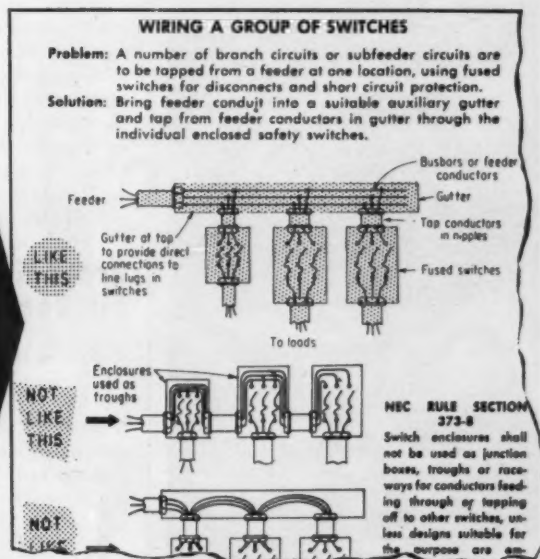 WIRING A GROUP OF SWITCHES
Problem: A number of branch circuits or subfeeder circuits are
to be tapped from a feeder at one location, using fused
switches for disconnects and short circuit protection.
Solution: Bring feeder conduit into a suitable auxiliary gutter
and tap from feeder conductors in gutter through the
individual enclosed safety switches.
Busbars or feeder
conductors
Feeder
Gutter
Tap conductors
in nipples
Gutter at top
to provide direct
connections to
line lugs in
switches
LIKE
THIS
Fused switches
To loads
Enclosures
used as
troughs
NOT
LIKE
THIS
NEC RULE SECTION
373-8
Switch enclosures shall
not be used as junction
boxes, troughs or race-
ways for conductors feed-
ing through or tapping
off to other switches, un-
less designs suitable for
the purpose are em-
NOT
LIKE